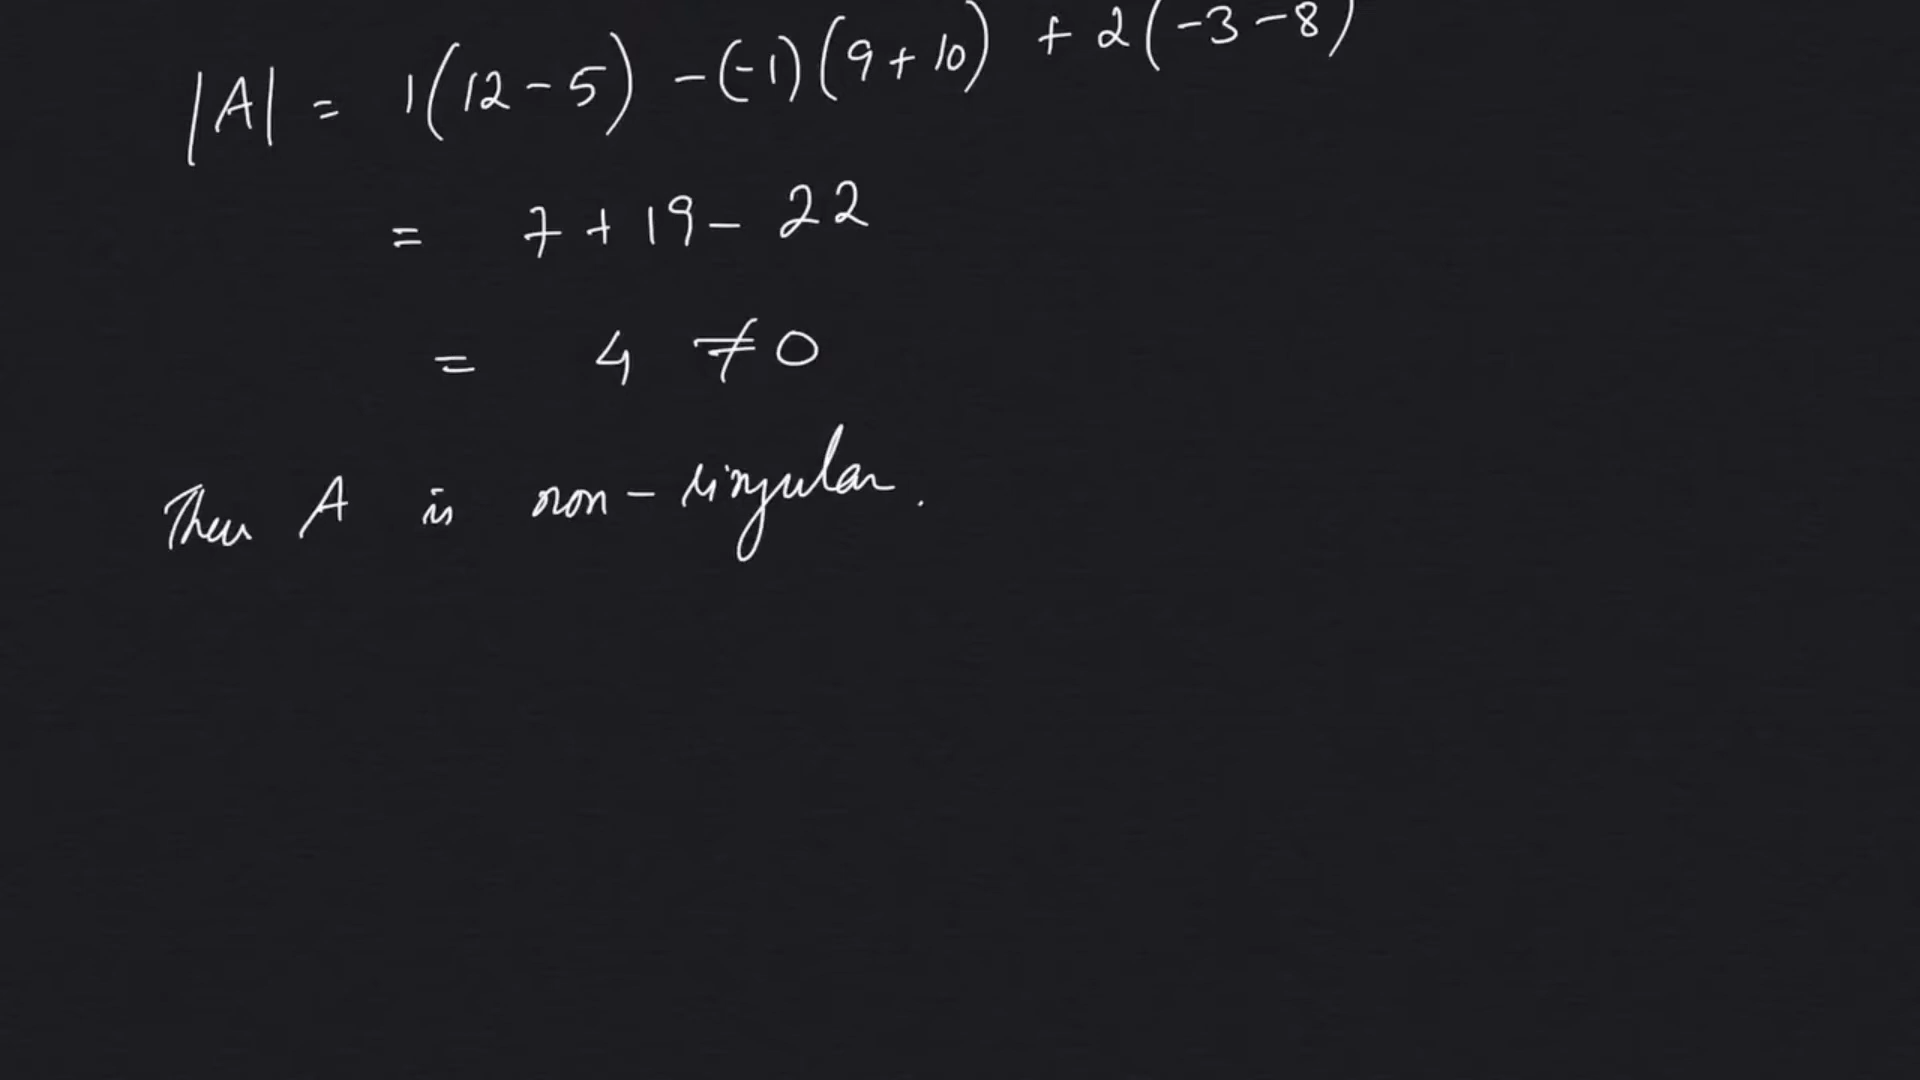 |A| = 1(12-5) -(-1)(9+10) + 2(-3-8)
= 7+19-22
= 4 ≠0
Then A is non-singular.